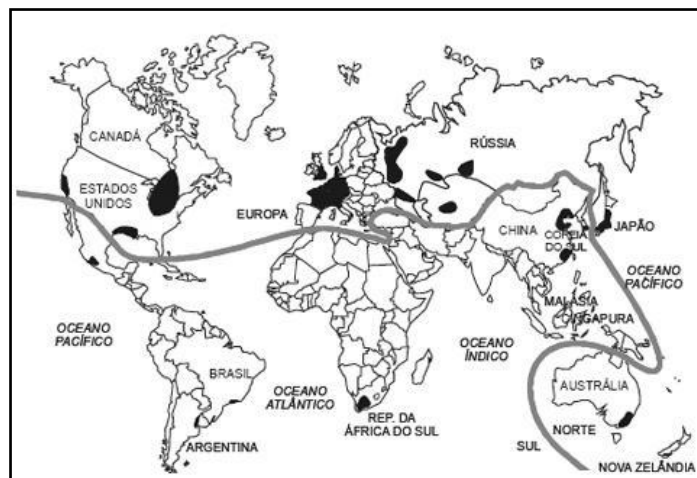 CANADÁ
ESTADOS
UNIDOS
EUROPA
RÚSSIA
CHINA
COREIA
DO SUL
JAPÃO
OCEANO
PACÍFICO
MALÁSIA
CINGAPURA
OCEANO
PACÍFICO
OCEANO
ÍNDICO
BRASIL
OCEANO
ATLÂNTICO
AUSTRÁLIA
REP. DA
ÁFRICA DO SUL
ARGENTINA
NORTE
SUL
NOVA ZELÂNDIA